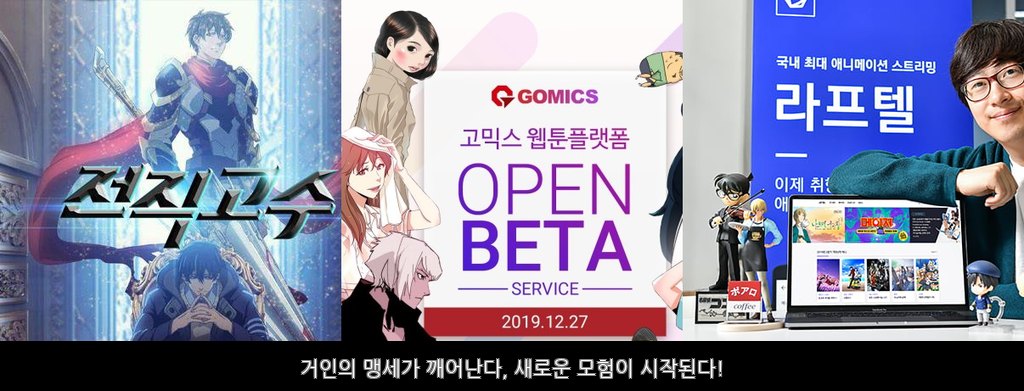 전직고수
GOMICS
고믹스 웹툰플랫폼
OPEN
BETA
SERVICE
2019.12.27
국내 최대 애니메이션 스트리밍
라프텔
이제 취
애
ポアロ
coffee
거인의 맹세가 깨어난다, 새로운 모험이 시작된다!